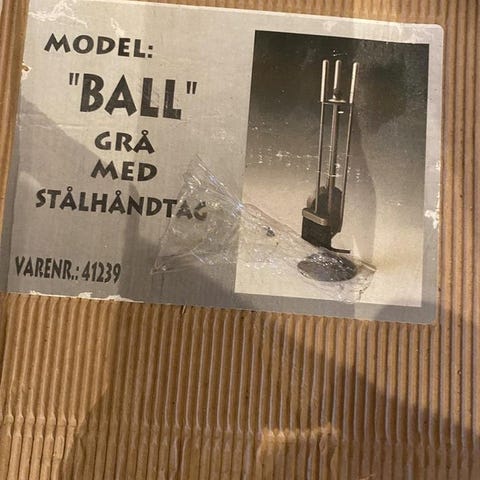 MODEL:
"BALL"
GRÅ
MED
STÅLHÅNDTAG
VARENR.: 41239